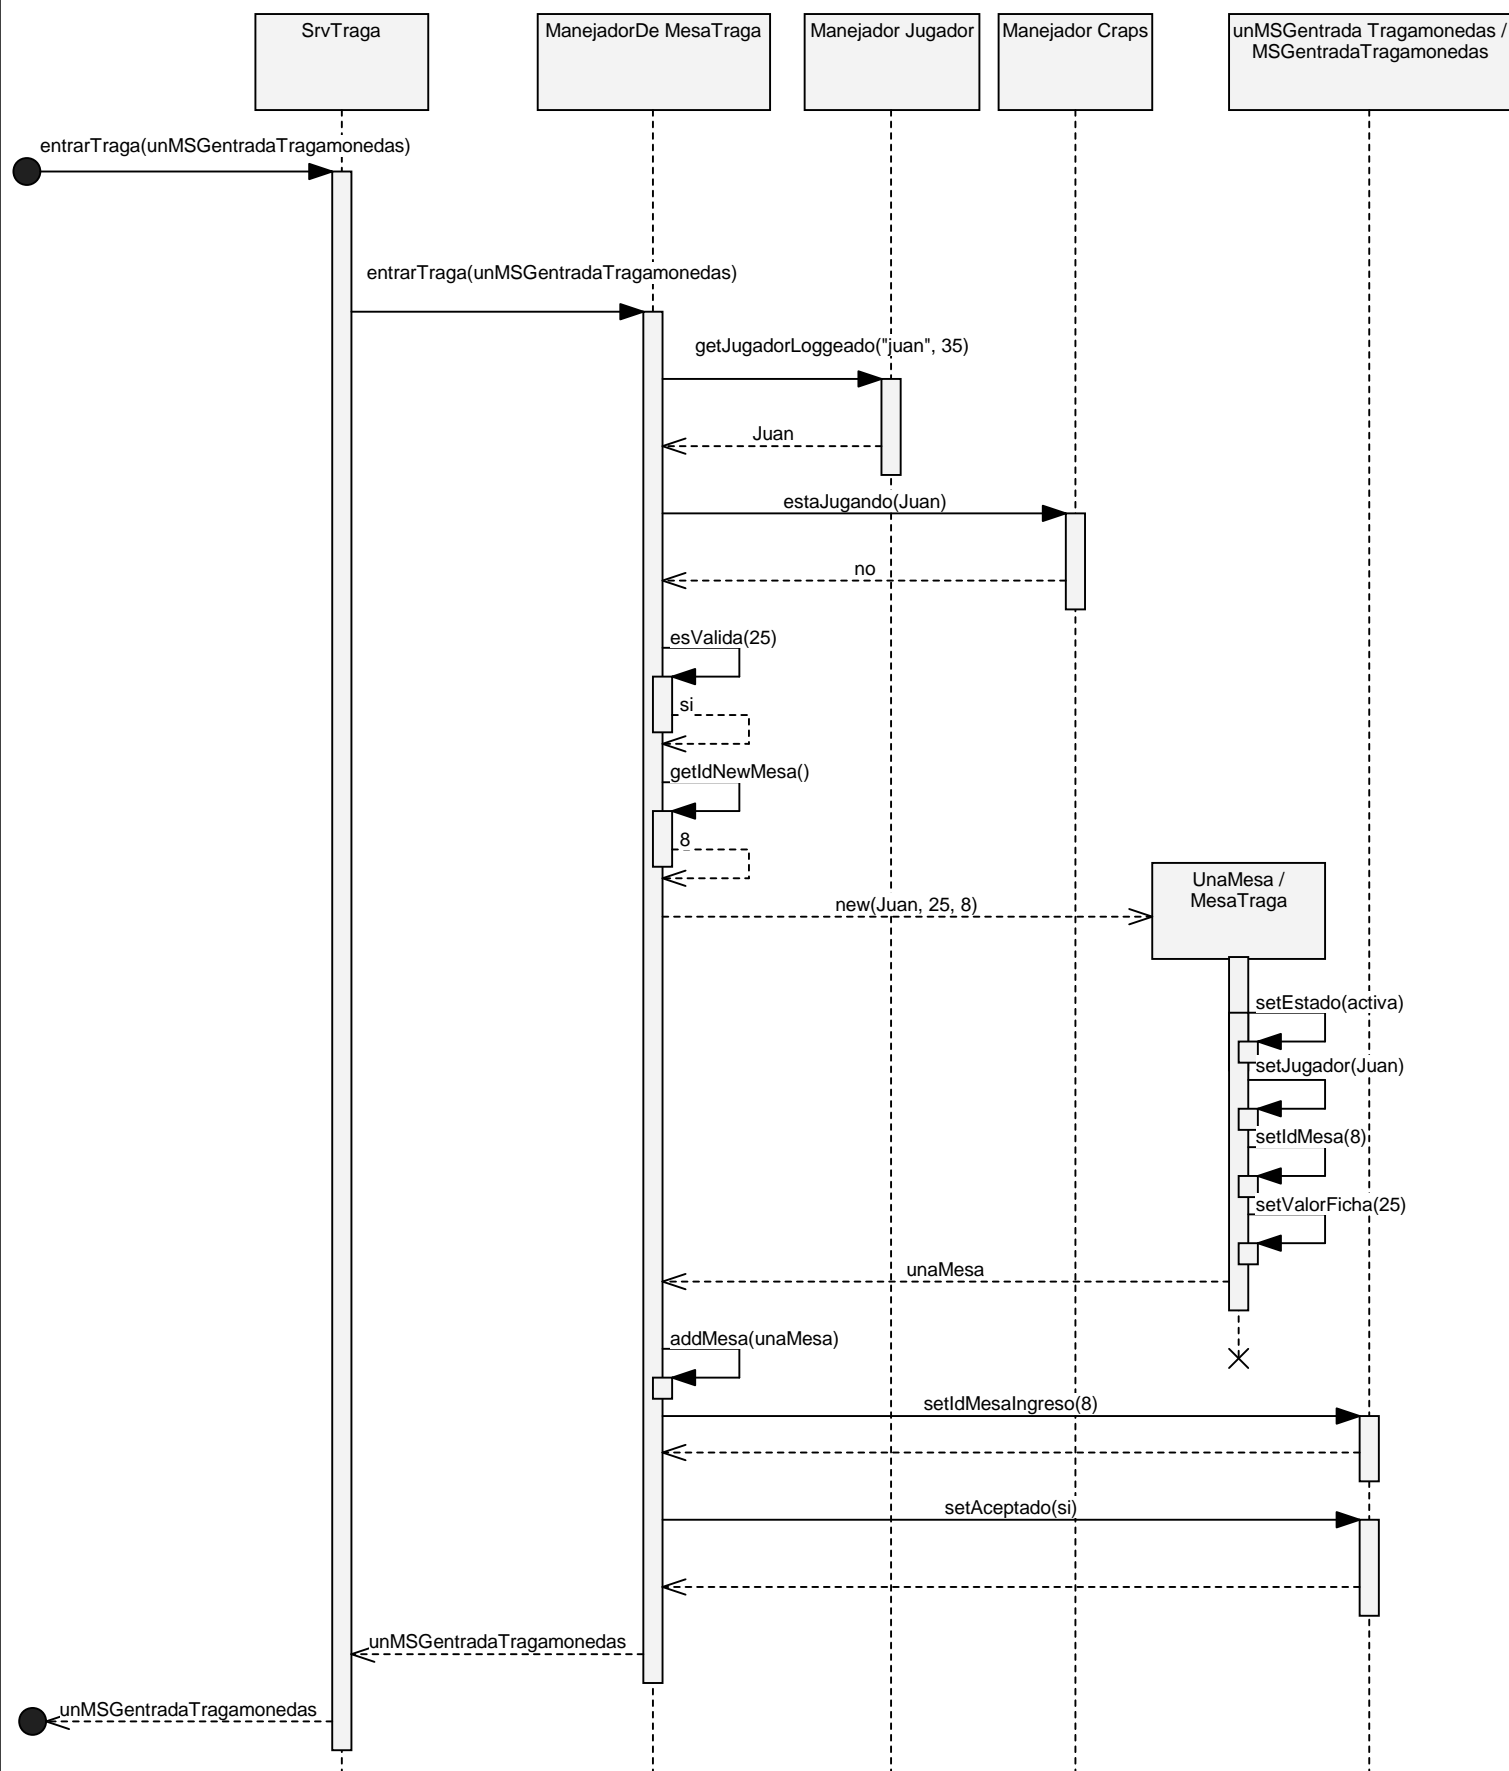 SrvTraga
ManejadorDe MesaTraga
Manejador Jugador
Manejador Craps
unMSGentrada Tragamonedas /
MSGentradaTragamonedas
entrarTraga(unMSGentradaTragamonedas)
entrarTraga(unMSGentradaTragamonedas)
getJugadorLoggeado("juan", 35)
Juan
estaJugando(Juan)
no
esValida(25)
si
getIdNewMesa()
8
UnaMesa /
MesaTraga
new(Juan, 25, 8)
setEstado(activa)
setJugador(Juan)
setIdMesa(8)
setValorFicha(25)
unaMesa
addMesa(unaMesa)
setIdMesaIngreso(8)
setAceptado(si)
unMSGentradaTragamonedas
unMSGentradaTragamonedas